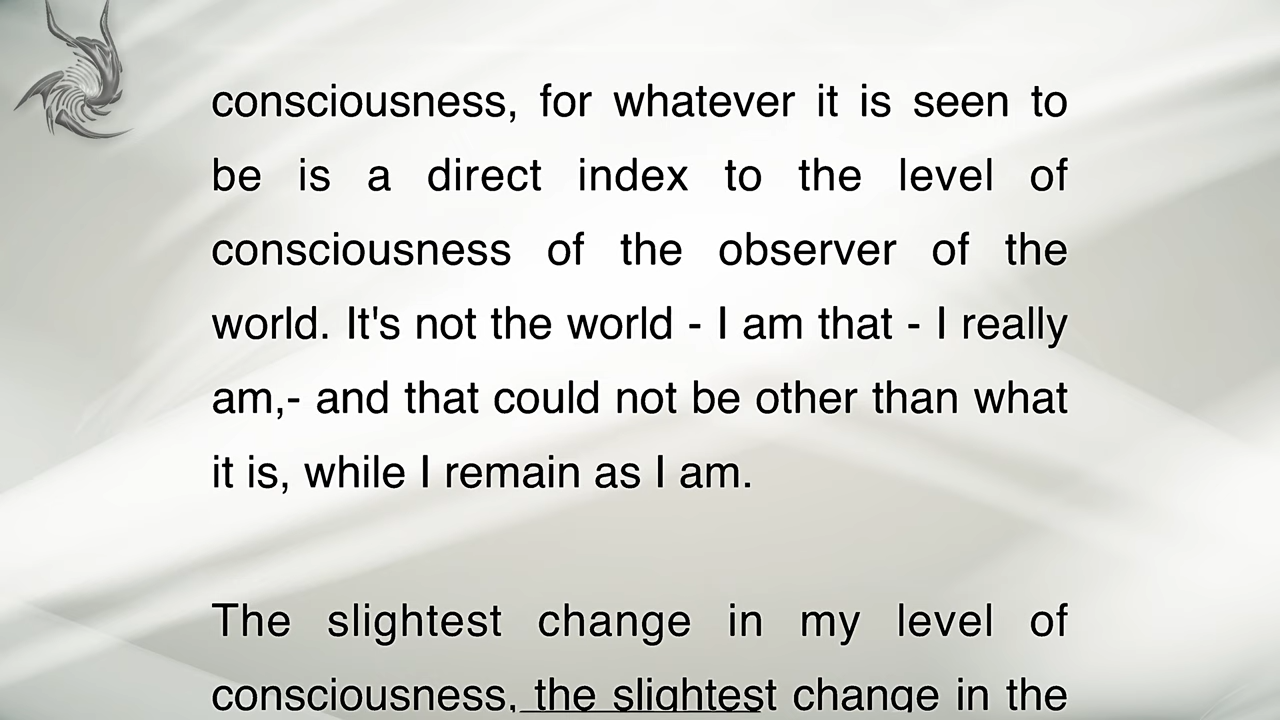 consciousness, for whatever it is seen to
be is a direct index to the level of
consciousness of the observer of the
world. It's not the world - I am that - I really
am,- and that could not be other than what
it is, while I remain as I am.
The slightest change in my level of
consciousness, the slightest change in the